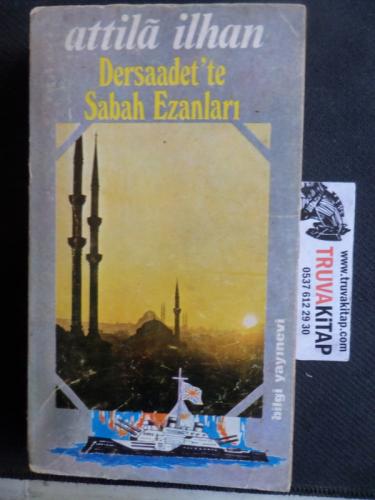 attilâ ilhan
Dersaadet'te
Sabah Ezanları
bilgi yayınevi
www.truvakitap.com
TRUVAKiTAP
0537 612 29 30